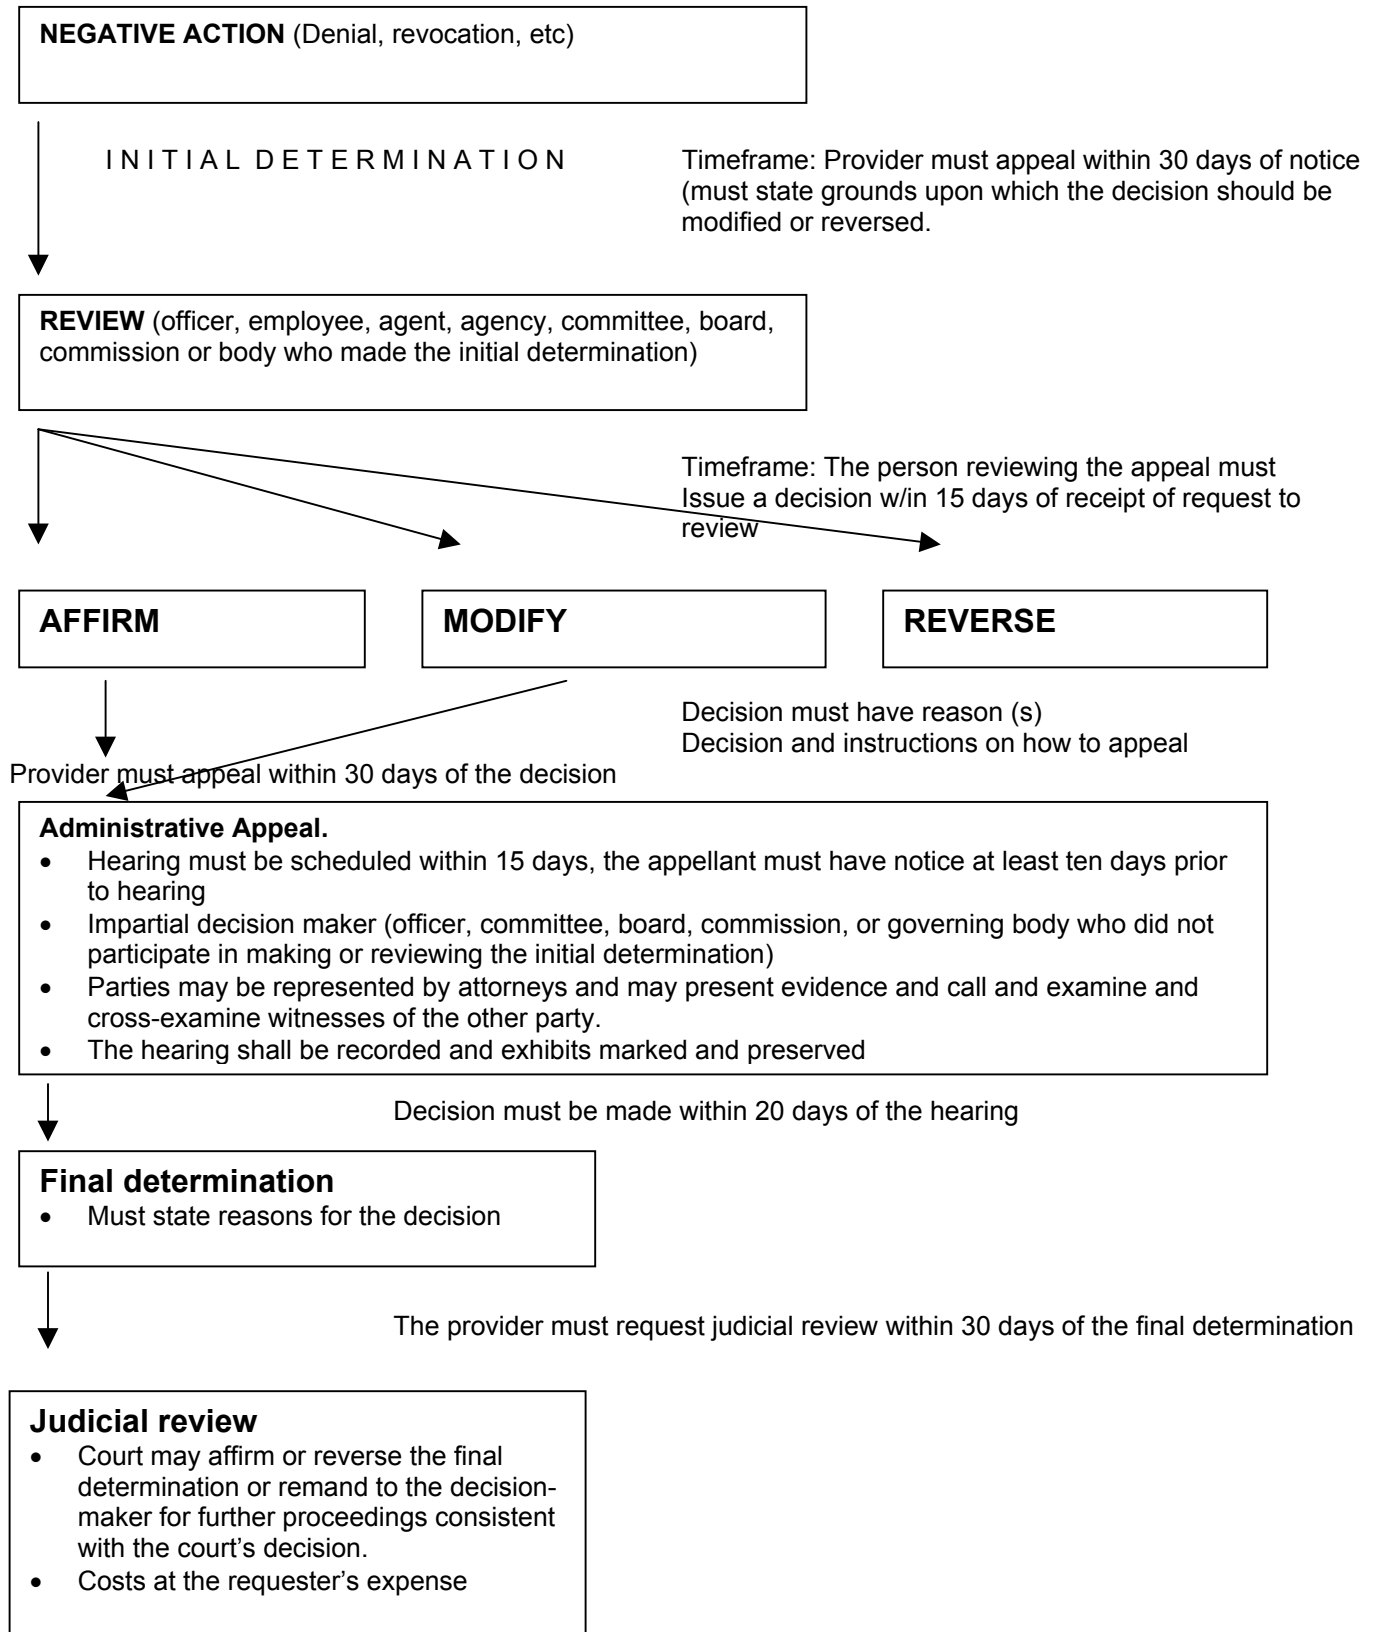 NEGATIVE ACTION (Denial, revocation, etc)
INITIAL DETERMINATION
Timeframe: Provider must appeal within 30 days of notice
(must state grounds upon which the decision should be
modified or reversed.
REVIEW (officer, employee, agent, agency, committee, board,
commission or body who made the initial determination)
Timeframe: The person reviewing the appeal must
Issue a decision w/in 15 days of receipt of request to
review
AFFIRM
MODIFY
REVERSE
Decision must have reason (s)
Decision and instructions on how to appeal
Provider must appeal within 30 days of the decision
Administrative Appeal.
• Hearing must be scheduled within 15 days, the appellant must have notice at least ten days prior
to hearing
• Impartial decision maker (officer, committee, board, commission, or governing body who did not
participate in making or reviewing the initial determination)
• Parties may be represented by attorneys and may present evidence and call and examine and
cross-examine witnesses of the other party.
• The hearing shall be recorded and exhibits marked and preserved
Decision must be made within 20 days of the hearing
Final determination
• Must state reasons for the decision
The provider must request judicial review within 30 days of the final determination
Judicial review
• Court may affirm or reverse the final
determination or remand to the decision-
maker for further proceedings consistent
with the court's decision.
• Costs at the requester's expense